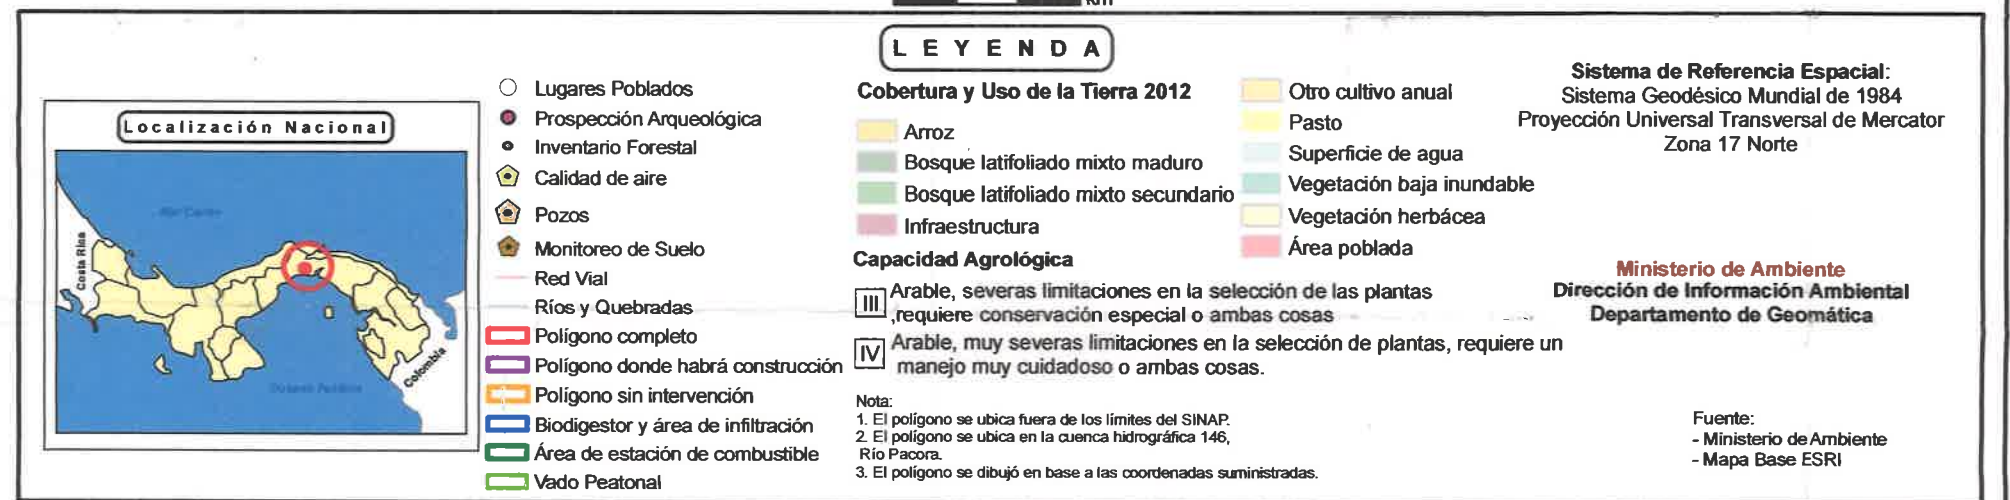 km
L E Y E N D A
Localización Nacional
Mar Caribe
Costa Rica
Colombia
Océano Pacífico
Lugares Poblados
Prospección Arqueológica
Inventario Forestal
Calidad de aire
Pozos
Monitoreo de Suelo
Red Vial
Ríos y Quebradas
Polígono completo
Polígono donde habrá construcción
Polígono sin intervención
Biodigestor y área de infiltración
Área de estación de combustible
Vado Peatonal
Cobertura y Uso de la Tierra 2012
Arroz
Bosque latifoliado mixto maduro
Bosque latifoliado mixto secundario
Infraestructura
Otro cultivo anual
Pasto
Superficie de agua
Vegetación baja inundable
Vegetación herbácea
Área poblada
Capacidad Agrológica
III Arable, severas limitaciones en la selección de las plantas
,requiere conservación especial o ambas cosas
IV Arable, muy severas limitaciones en la selección de plantas, requiere un
manejo muy cuidadoso o ambas cosas.
Nota:
1. El polígono se ubica fuera de los límites del SINAP.
2. El polígono se ubica en la cuenca hidrográfica 146,
Río Pacora.
3. El polígono se dibujó en base a las coordenadas suministradas.
Sistema de Referencia Espacial:
Sistema Geodésico Mundial de 1984
Proyección Universal Transversal de Mercator
Zona 17 Norte
Ministerio de Ambiente
Dirección de Información Ambiental
Departamento de Geomática
Fuente:
- Ministerio de Ambiente
- Mapa Base ESRI